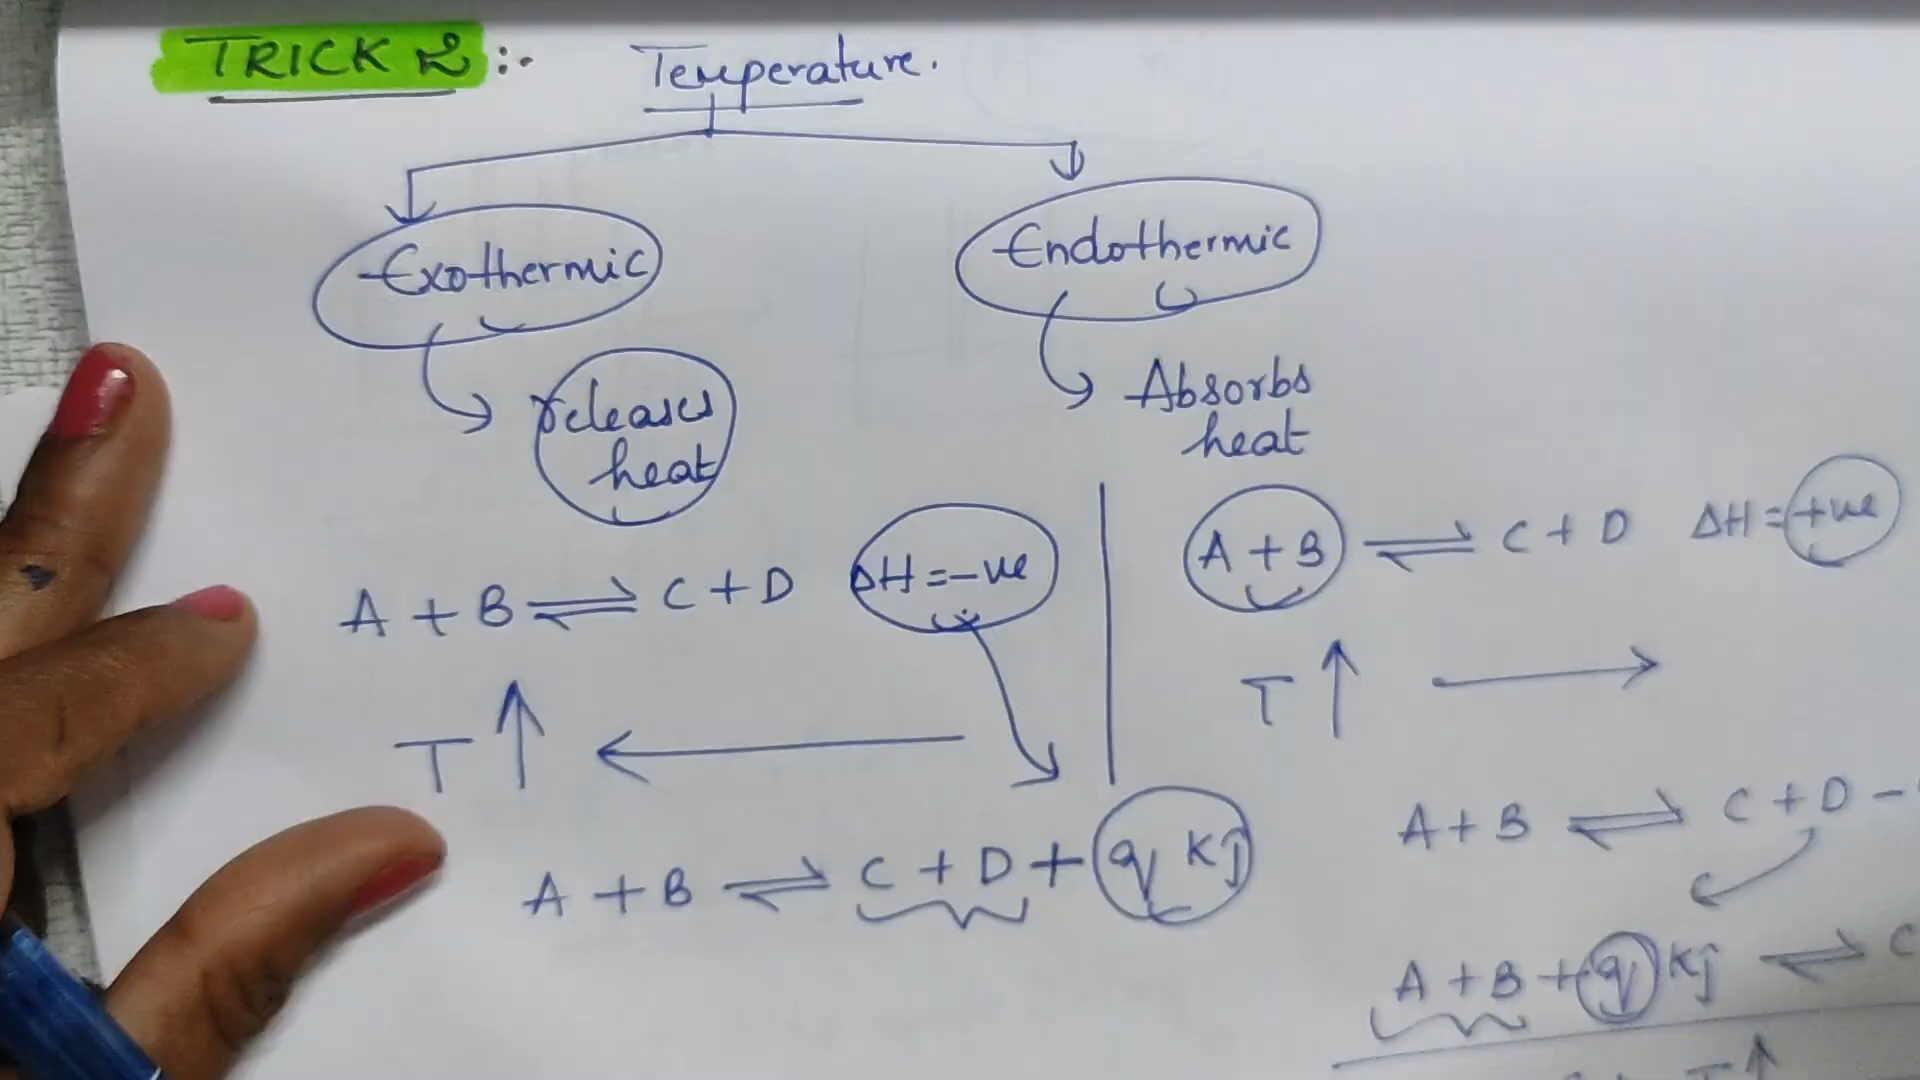 TRICK 2 :- Temperature.
Exothermic
releases
heat
A + B ⇌ C + D ΔH = -ve
T ↑ ←
A + B ⇌ C + D + q KJ
Endothermic
Absorbs
heat
A + B ⇌ C + D ΔH = +ve
T ↑ →
A + B ⇌ C + D -
A + B + q KJ ⇌ C
T ↑